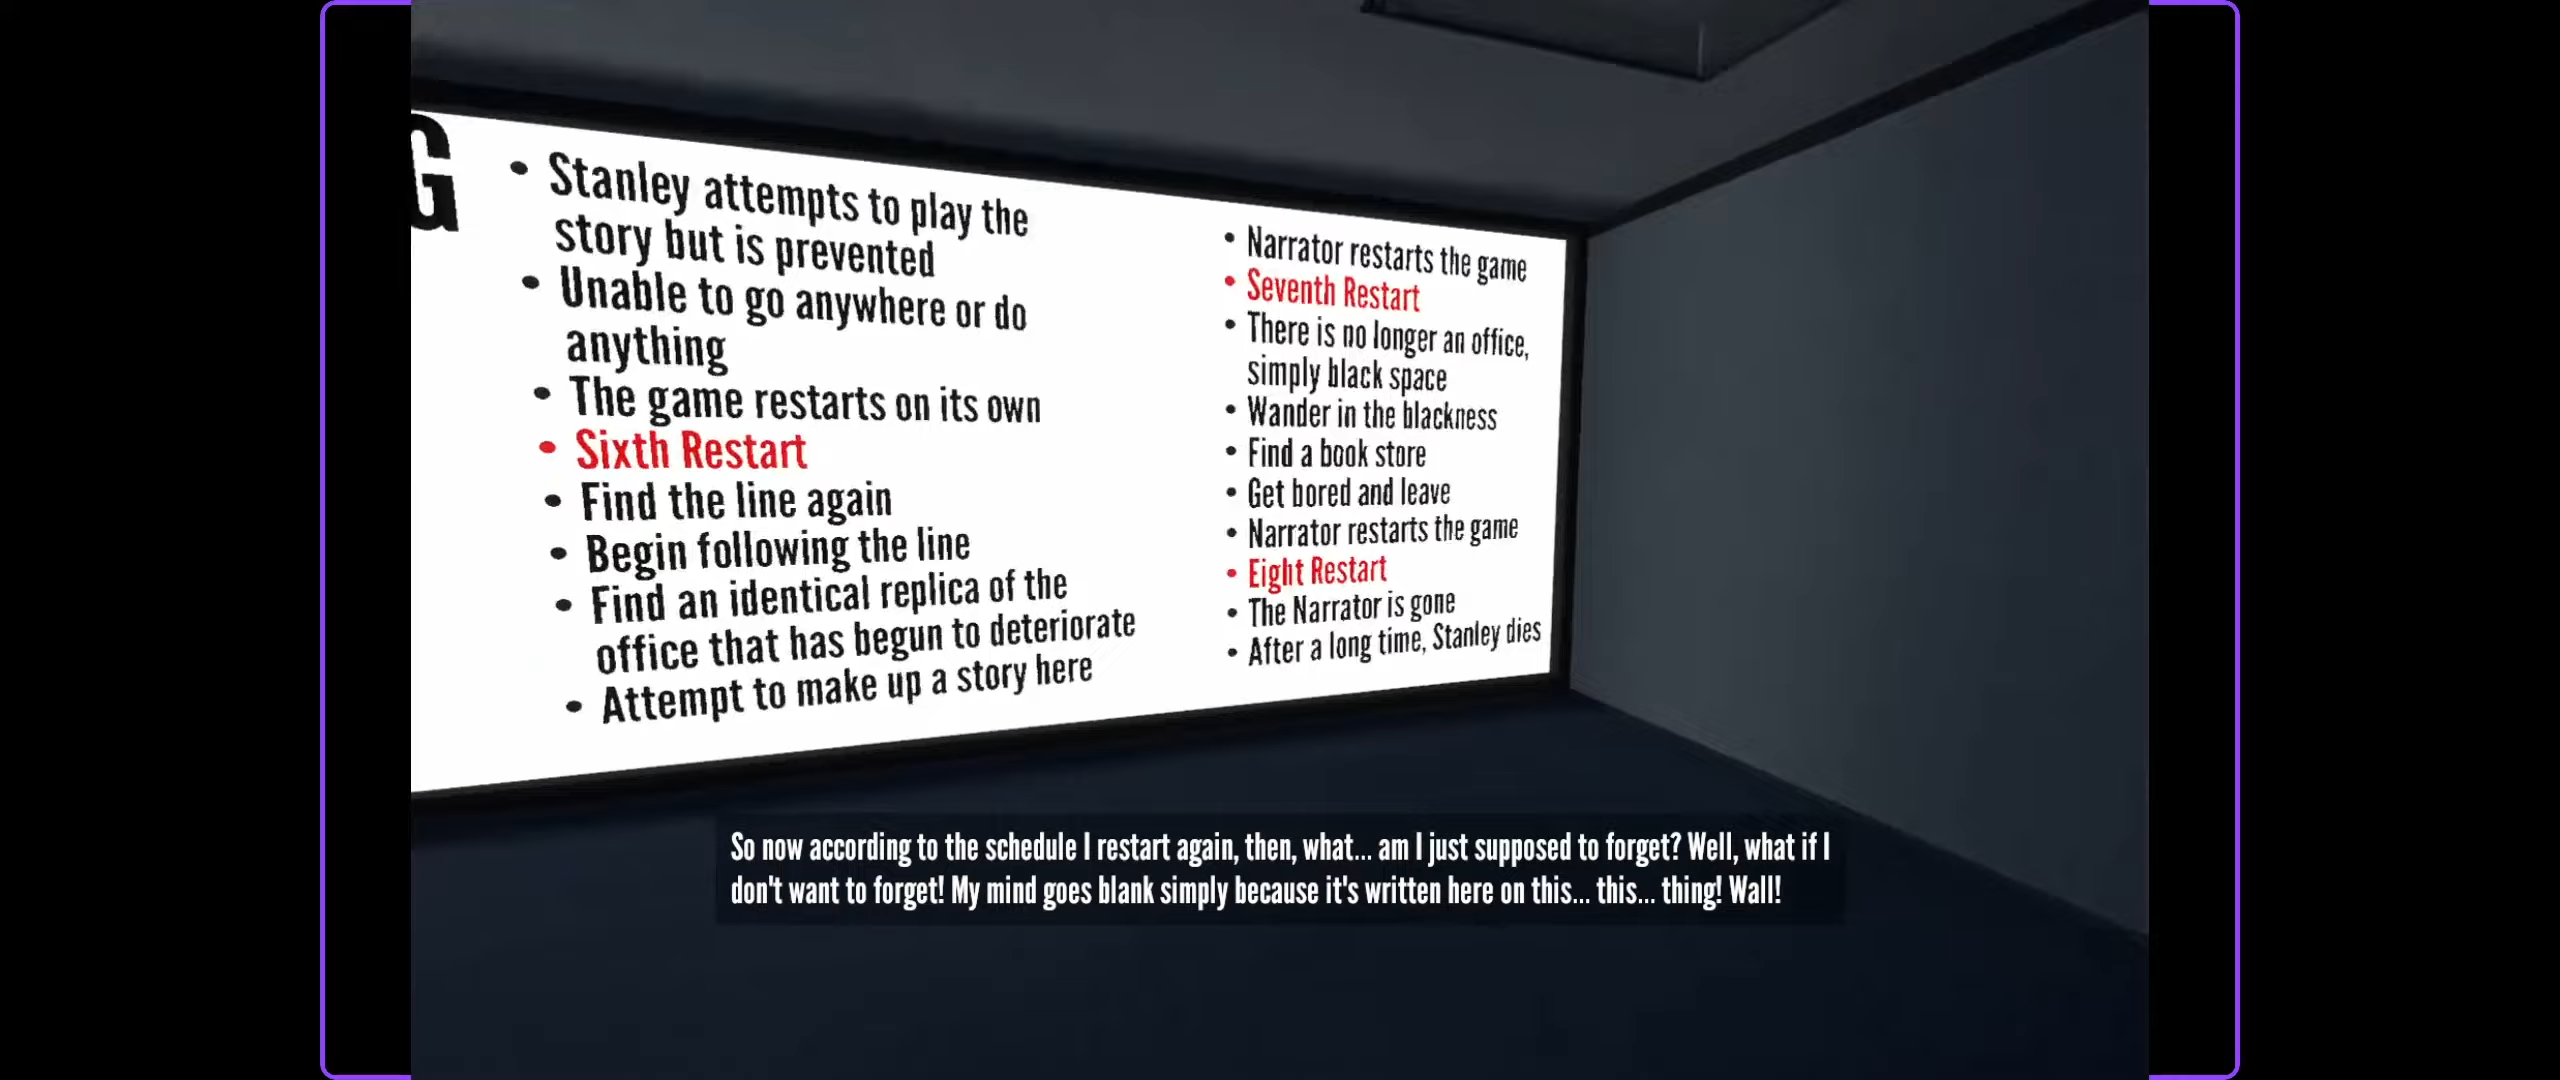 G
• Stanley attempts to play the
story but is prevented
• Unable to go anywhere or do
anything
• The game restarts on its own
• Sixth Restart
• Find the line again
• Begin following the line
• Find an identical replica of the
office that has begun to deteriorate
• Attempt to make up a story here
• Narrator restarts the game
• Seventh Restart
• There is no longer an office,
simply black space
• Wander in the blackness
• Find a book store
• Get bored and leave
• Narrator restarts the game
• Eight Restart
• The Narrator is gone
• After a long time, Stanley dies
So now according to the schedule I restart again, then, what... am I just supposed to forget? Well, what if I
don't want to forget! My mind goes blank simply because it's written here on this... this... thing! Wall!